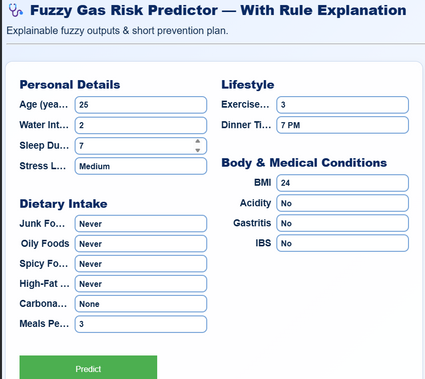 Fuzzy Gas Risk Predictor — With Rule Explanation
Explainable fuzzy outputs & short prevention plan.
Personal Details
Age (yea... 25
Water Int... 2
Sleep Du... 7
Stress L... Medium
Dietary Intake
Junk Fo... Never
Oily Foods Never
Spicy Fo... Never
High-Fat ... Never
Carbona... None
Meals Pe... 3
Lifestyle
Exercise... 3
Dinner Ti... 7 PM
Body & Medical Conditions
BMI 24
Acidity No
Gastritis No
IBS No
Predict